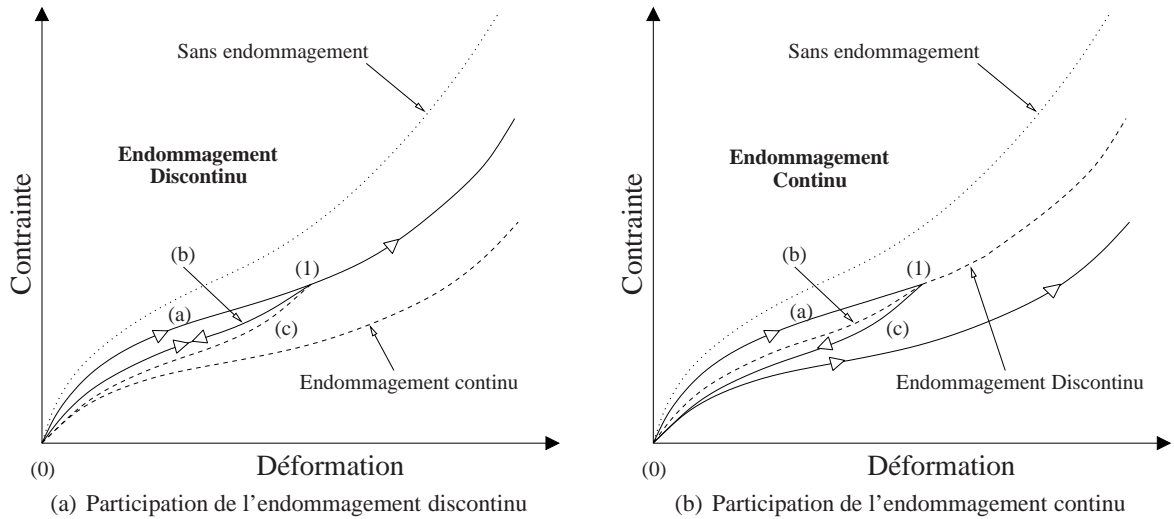 Sans endommagement
Endommagement
Discontinu
Contrainte
(b)
(1)
(a)
(c)
Endommagement continu
(0)
Déformation
(a) Participation de l'endommagement discontinu
Sans endommagement
Endommagement
Continu
Contrainte
(b)
(1)
(a)
(c)
Endommagement Discontinu
(0)
Déformation
(b) Participation de l'endommagement continu